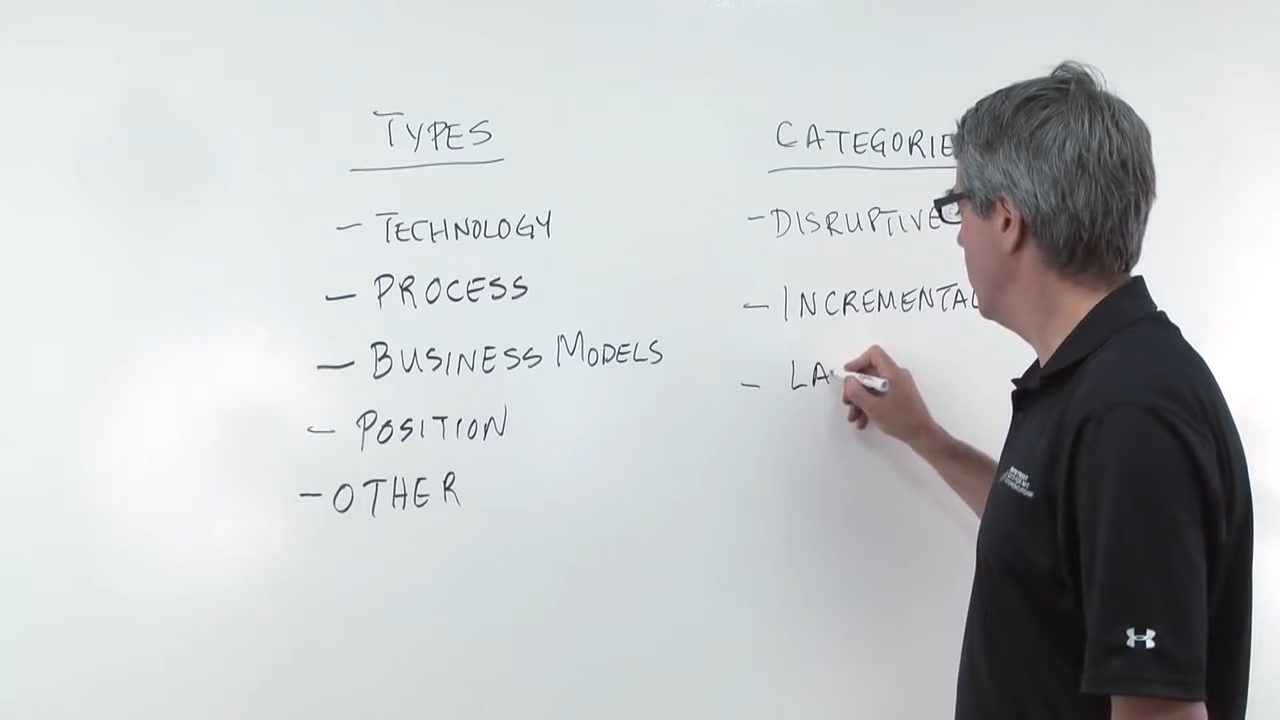 TYPES
- TECHNOLOGY
- PROCESS
- BUSINESS MODELS
- POSITION
- OTHER
CATEGORIE
- DISRUPTIVE
- INCREMENTAL
- LA